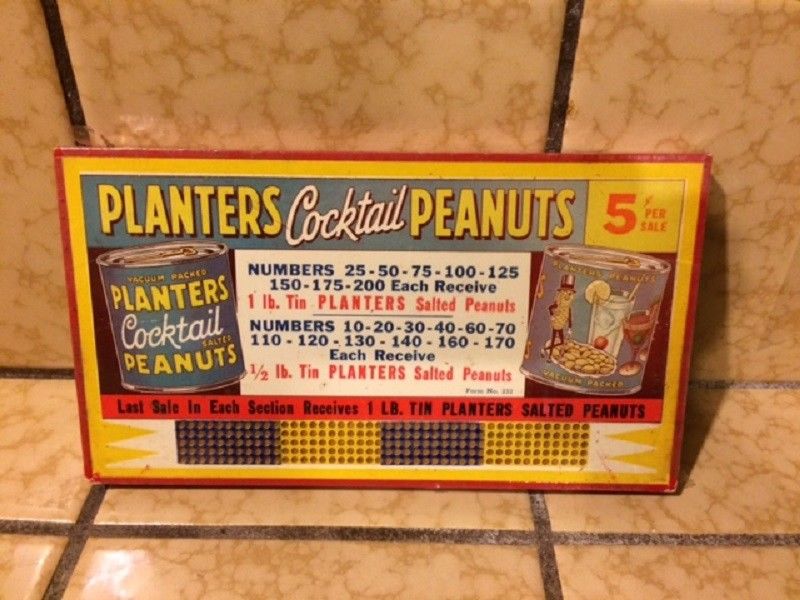 PLANTERS Cocktail PEANUTS
5¢ PER SALE
VACUUM PACKED
PLANTERS
Cocktail
SALTED
PEANUTS
NUMBERS 25-50-75-100-125
150-175-200 Each Receive
1 lb. Tin PLANTERS Salted Peanuts
NUMBERS 10-20-30-40-60-70
110-120-130-140-160-170
Each Receive
1/2 lb. Tin PLANTERS Salted Peanuts
PLANTERS PEANUTS
VACUUM PACKED
Last Sale In Each Section Receives 1 LB. TIN PLANTERS SALTED PEANUTS